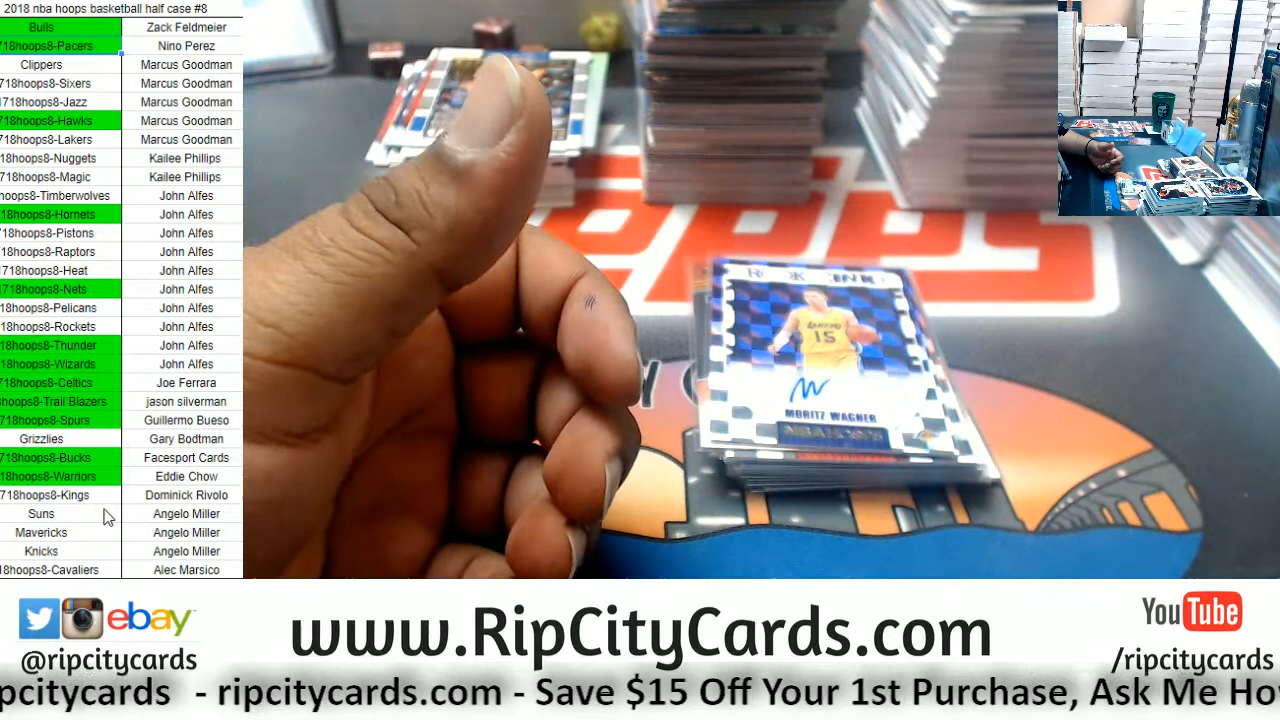 2018 nba hoops basketball half case #8
Bulls Zack Feldmeier
718hoops8-Pacers Nino Perez
Clippers Marcus Goodman
718hoops8-Sixers Marcus Goodman
1718hoops8-Jazz Marcus Goodman
718hoops8-Hawks Marcus Goodman
718hoops8-Lakers Marcus Goodman
18hoops8-Nuggets Kailee Phillips
718hoops8-Magic Kailee Phillips
hoops8-Timberwolves John Alfes
18hoops8-Hornets John Alfes
718hoops8-Pistons John Alfes
18hoops8-Raptors John Alfes
1718hoops8-Heat John Alfes
1718hoops8-Nets John Alfes
18hoops8-Pelicans John Alfes
18hoops8-Rockets John Alfes
18hoops8-Thunder John Alfes
18hoops8-Wizards John Alfes
718hoops8-Celtics Joe Ferrara
hoops8-Trail Blazers jason silverman
718hoops8-Spurs Guillermo Bueso
Grizzlies Gary Bodtman
718hoops8-Bucks Facesport Cards
18hoops8-Warriors Eddie Chow
718hoops8-Kings Dominick Rivolo
Suns Angelo Miller
Mavericks Angelo Miller
Knicks Angelo Miller
18hoops8-Cavaliers Alec Marsico
LAKERS
15
MORITZ WAGNER
ebay
@ripcitycards
www.RipCityCards.com
YouTube
/ripcitycards
pcitycards - ripcitycards.com - Save $15 Off Your 1st Purchase, Ask Me Ho